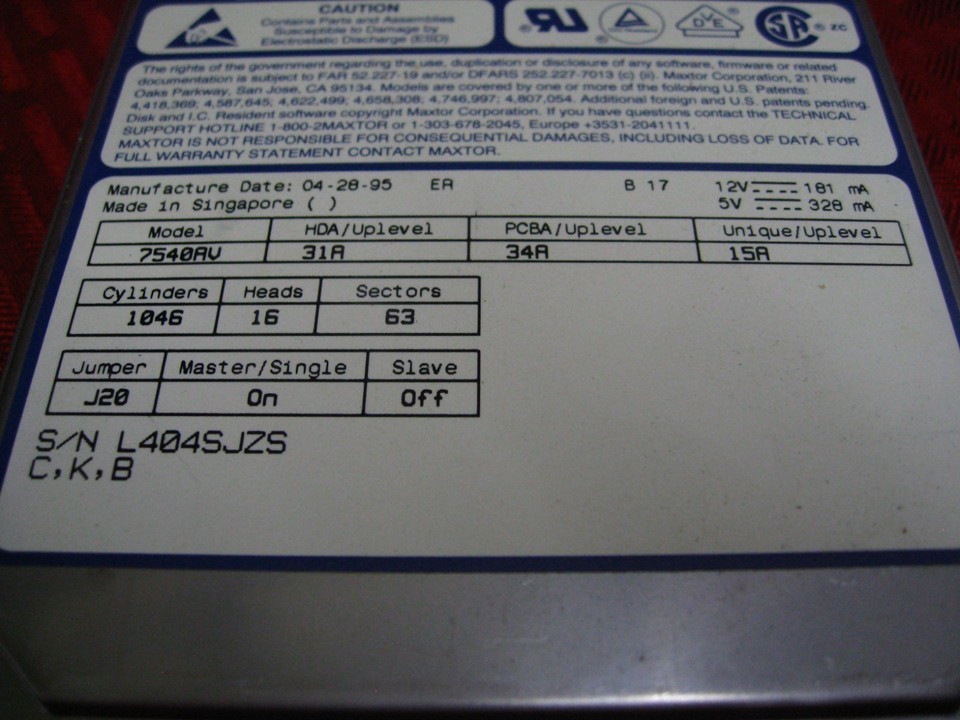 CAUTION
Contains Parts and Assemblies
Susceptible to Damage by
Electrostatic Discharge (ESD)
VDE
ZC
The rights of the government regarding the use, duplication or disclosure of any software, firmware or related
documentation is subject to FAR 52.227-19 and/or DFARS 252.227-7013 (c) (ii). Maxtor Corporation, 211 River
Oaks Parkway, San Jose, CA 95134. Models are covered by one or more of the following U.S. Patents:
4,418,369; 4,587,645; 4,622,499; 4,658,308; 4,746,997; 4,807,054. Additional foreign and U.S. patents pending.
Disk and I.C. Resident software copyright Maxtor Corporation. If you have questions contact the TECHNICAL
SUPPORT HOTLINE 1-800-2MAXTOR or 1-303-678-2045, Europe +3531-2041111.
MAXTOR IS NOT RESPONSIBLE FOR CONSEQUENTIAL DAMAGES, INCLUDING LOSS OF DATA. FOR
FULL WARRANTY STATEMENT CONTACT MAXTOR.
Manufacture Date: 04-28-95 ER B 17 12V 181 mA
Made in Singapore ( ) 5V 328 mA
Model HDA/Uplevel PCBA/Uplevel Unique/Uplevel
7540AV 31A 34A 15A
Cylinders Heads Sectors
1046 16 63
Jumper Master/Single Slave
J20 On Off
S/N L404SJZS
C,K,B